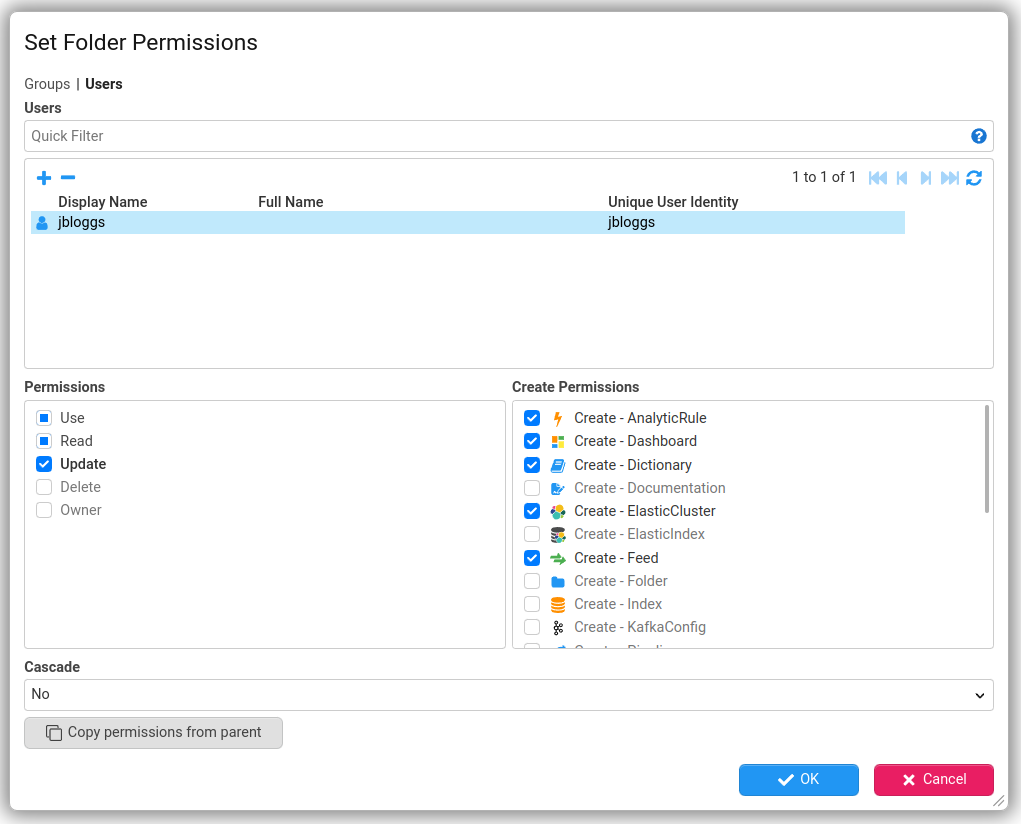 Set Folder Permissions
Groups | Users
Users
Quick Filter
1 to 1 of 1
Display Name Full Name Unique User Identity
jbloggs jbloggs
Permissions
Use
Read
Update
Delete
Owner
Create Permissions
Create - AnalyticRule
Create - Dashboard
Create - Dictionary
Create - Documentation
Create - ElasticCluster
Create - ElasticIndex
Create - Feed
Create - Folder
Create - Index
Create - KafkaConfig
Cascade
No
Copy permissions from parent
OK Cancel